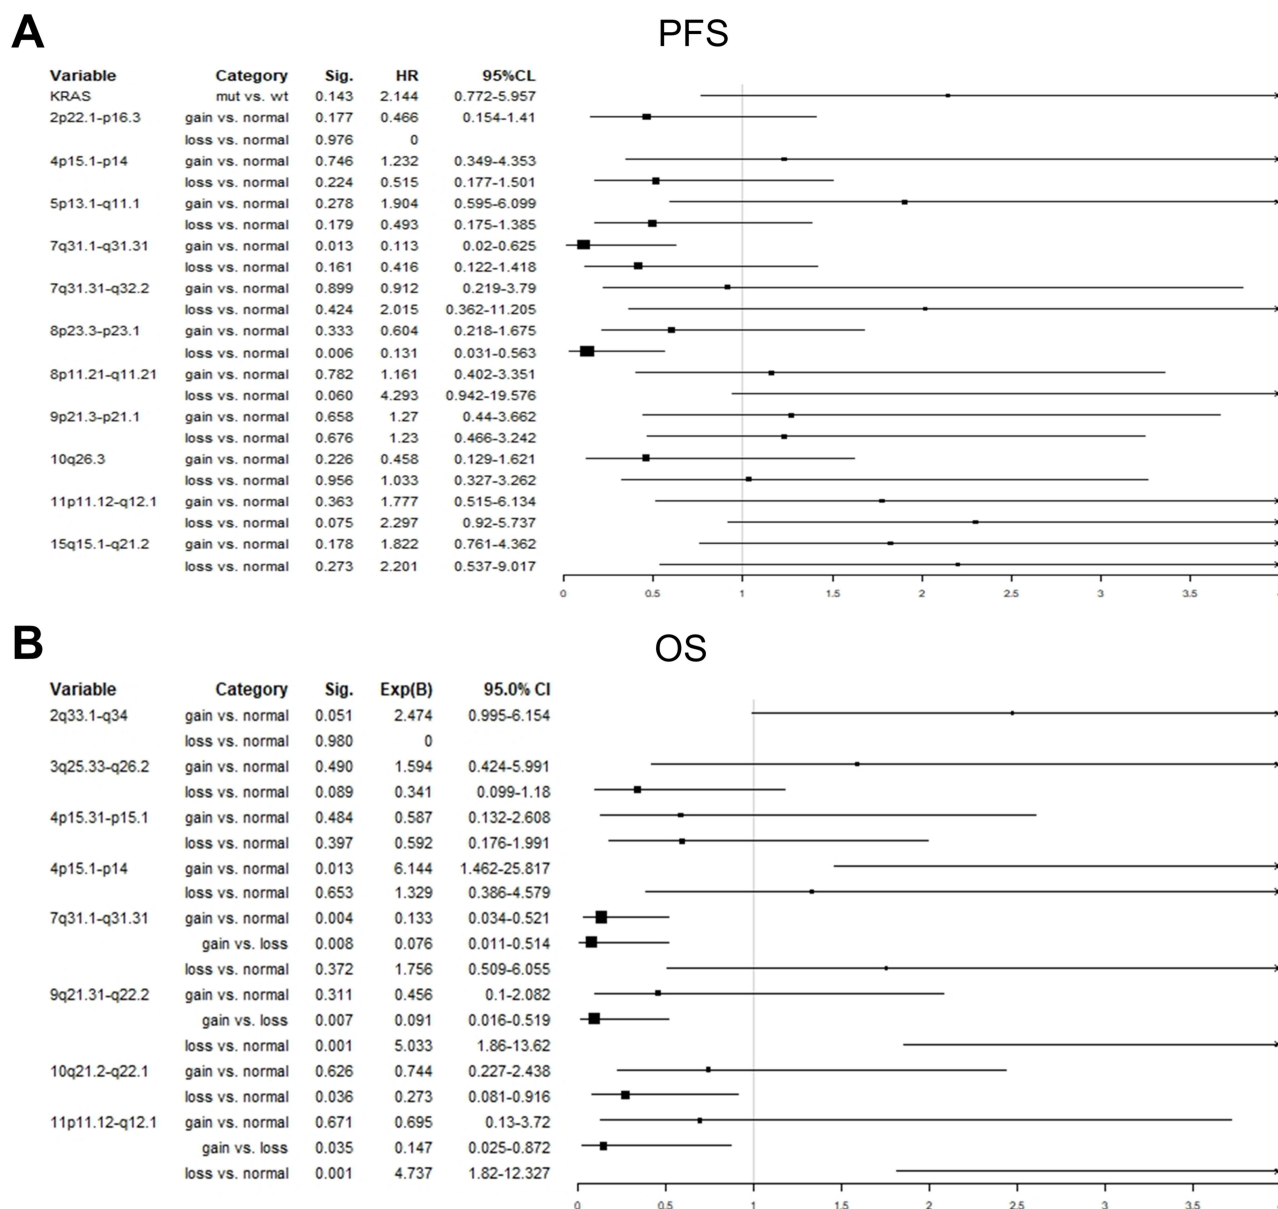 A
PFS
Variable Category Sig. HR 95%CL
KRAS mut vs. wt 0.143 2.144 0.772-5.957
2p22.1-p16.3 gain vs. normal 0.177 0.466 0.154-1.41
loss vs. normal 0.976 0
4p15.1-p14 gain vs. normal 0.746 1.232 0.349-4.353
loss vs. normal 0.224 0.515 0.177-1.501
5p13.1-q11.1 gain vs. normal 0.278 1.904 0.595-6.099
loss vs. normal 0.179 0.493 0.175-1.385
7q31.1-q31.31 gain vs. normal 0.013 0.113 0.02-0.625
loss vs. normal 0.161 0.416 0.122-1.418
7q31.31-q32.2 gain vs. normal 0.899 0.912 0.219-3.79
loss vs. normal 0.424 2.015 0.362-11.205
8p23.3-p23.1 gain vs. normal 0.333 0.604 0.218-1.675
loss vs. normal 0.006 0.131 0.031-0.563
8p11.21-q11.21 gain vs. normal 0.782 1.161 0.402-3.351
loss vs. normal 0.060 4.293 0.942-19.576
9p21.3-p21.1 gain vs. normal 0.658 1.27 0.44-3.662
loss vs. normal 0.676 1.23 0.466-3.242
10q26.3 gain vs. normal 0.226 0.458 0.129-1.621
loss vs. normal 0.956 1.033 0.327-3.262
11p11.12-q12.1 gain vs. normal 0.363 1.777 0.515-6.134
loss vs. normal 0.075 2.297 0.92-5.737
15q15.1-q21.2 gain vs. normal 0.178 1.822 0.761-4.362
loss vs. normal 0.273 2.201 0.537-9.017
0 0.5 1 1.5 2 2.5 3 3.5
B
OS
Variable Category Sig. Exp(B) 95.0% CI
2q33.1-q34 gain vs. normal 0.051 2.474 0.995-6.154
loss vs. normal 0.980 0
3q25.33-q26.2 gain vs. normal 0.490 1.594 0.424-5.991
loss vs. normal 0.089 0.341 0.099-1.18
4p15.31-p15.1 gain vs. normal 0.484 0.587 0.132-2.608
loss vs. normal 0.397 0.592 0.176-1.991
4p15.1-p14 gain vs. normal 0.013 6.144 1.462-25.817
loss vs. normal 0.653 1.329 0.386-4.579
7q31.1-q31.31 gain vs. normal 0.004 0.133 0.034-0.521
gain vs. loss 0.008 0.076 0.011-0.514
loss vs. normal 0.372 1.756 0.509-6.055
9q21.31-q22.2 gain vs. normal 0.311 0.456 0.1-2.082
gain vs. loss 0.007 0.091 0.016-0.519
loss vs. normal 0.001 5.033 1.86-13.62
10q21.2-q22.1 gain vs. normal 0.626 0.744 0.227-2.438
loss vs. normal 0.036 0.273 0.081-0.916
11p11.12-q12.1 gain vs. normal 0.671 0.695 0.13-3.72
gain vs. loss 0.035 0.147 0.025-0.872
loss vs. normal 0.001 4.737 1.82-12.327
0 0.5 1 1.5 2 2.5 3 3.5